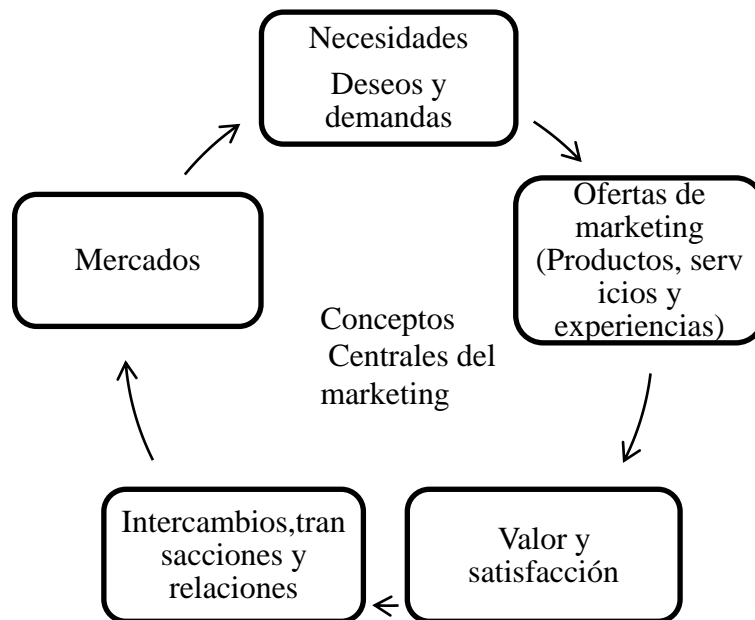 Necesidades
Deseos y
demandas
Ofertas de
marketing
(Productos, serv
icios y
experiencias)
Mercados
Conceptos
Centrales del
marketing
Intercambios,tran
sacciones y
relaciones
Valor y
satisfacción